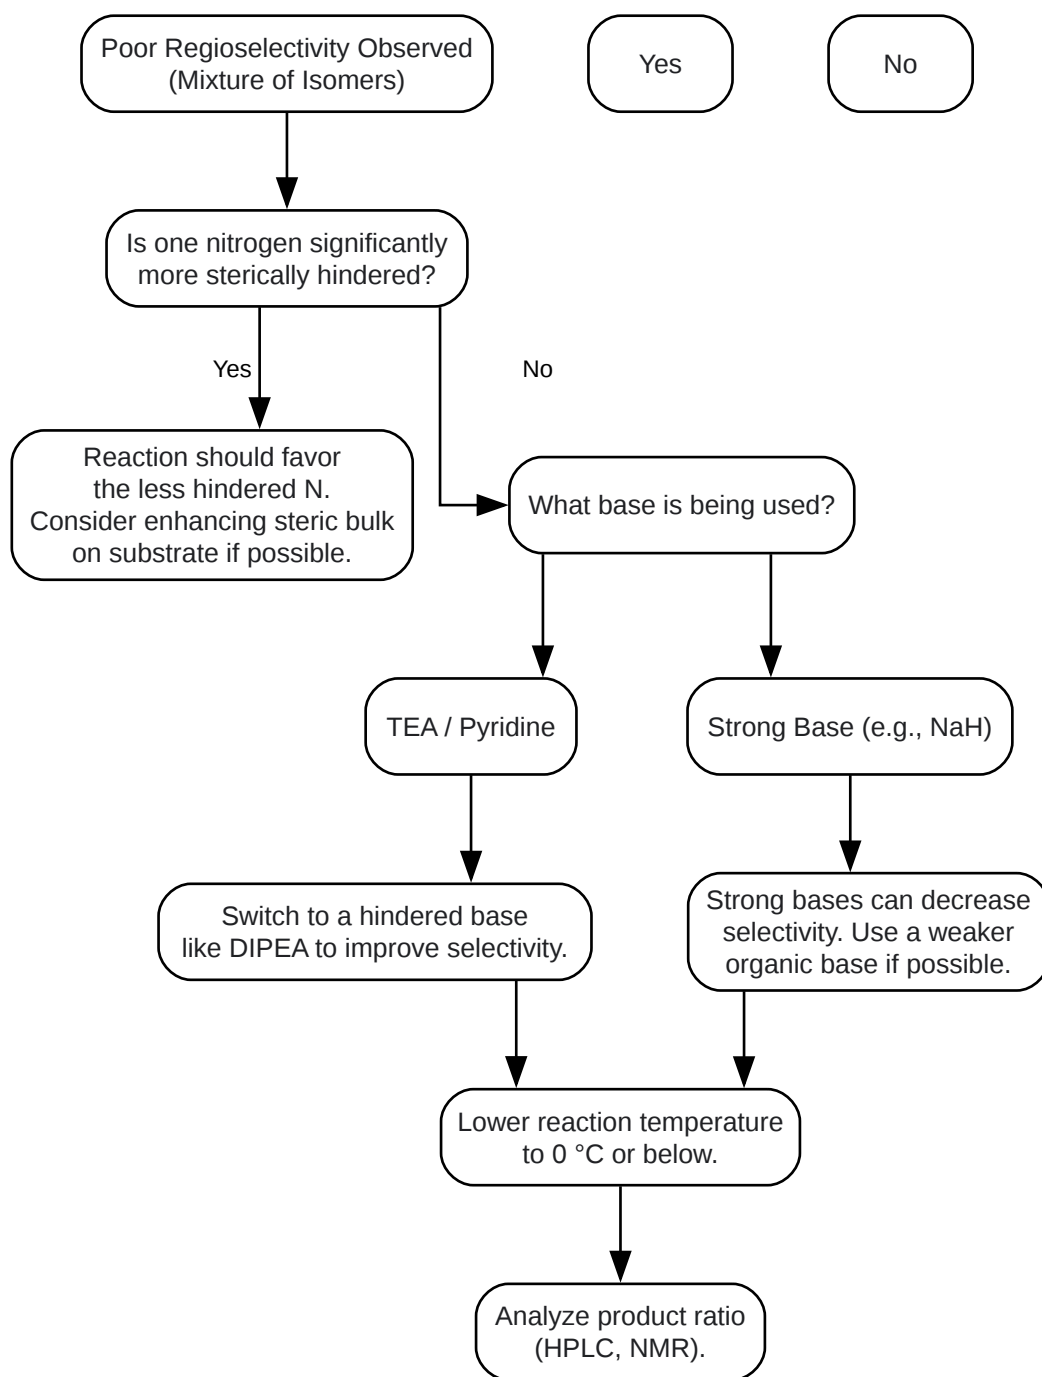 Poor Regioselectivity Observed
(Mixture of Isomers)
Yes
No
Is one nitrogen significantly
more sterically hindered?
Yes
No
Reaction should favor
the less hindered N.
Consider enhancing steric bulk
on substrate if possible.
What base is being used?
TEA / Pyridine
Strong Base (e.g., NaH)
Switch to a hindered base
like DIPEA to improve selectivity.
Strong bases can decrease
selectivity. Use a weaker
organic base if possible.
Lower reaction temperature
to 0 °C or below.
Analyze product ratio
(HPLC, NMR).